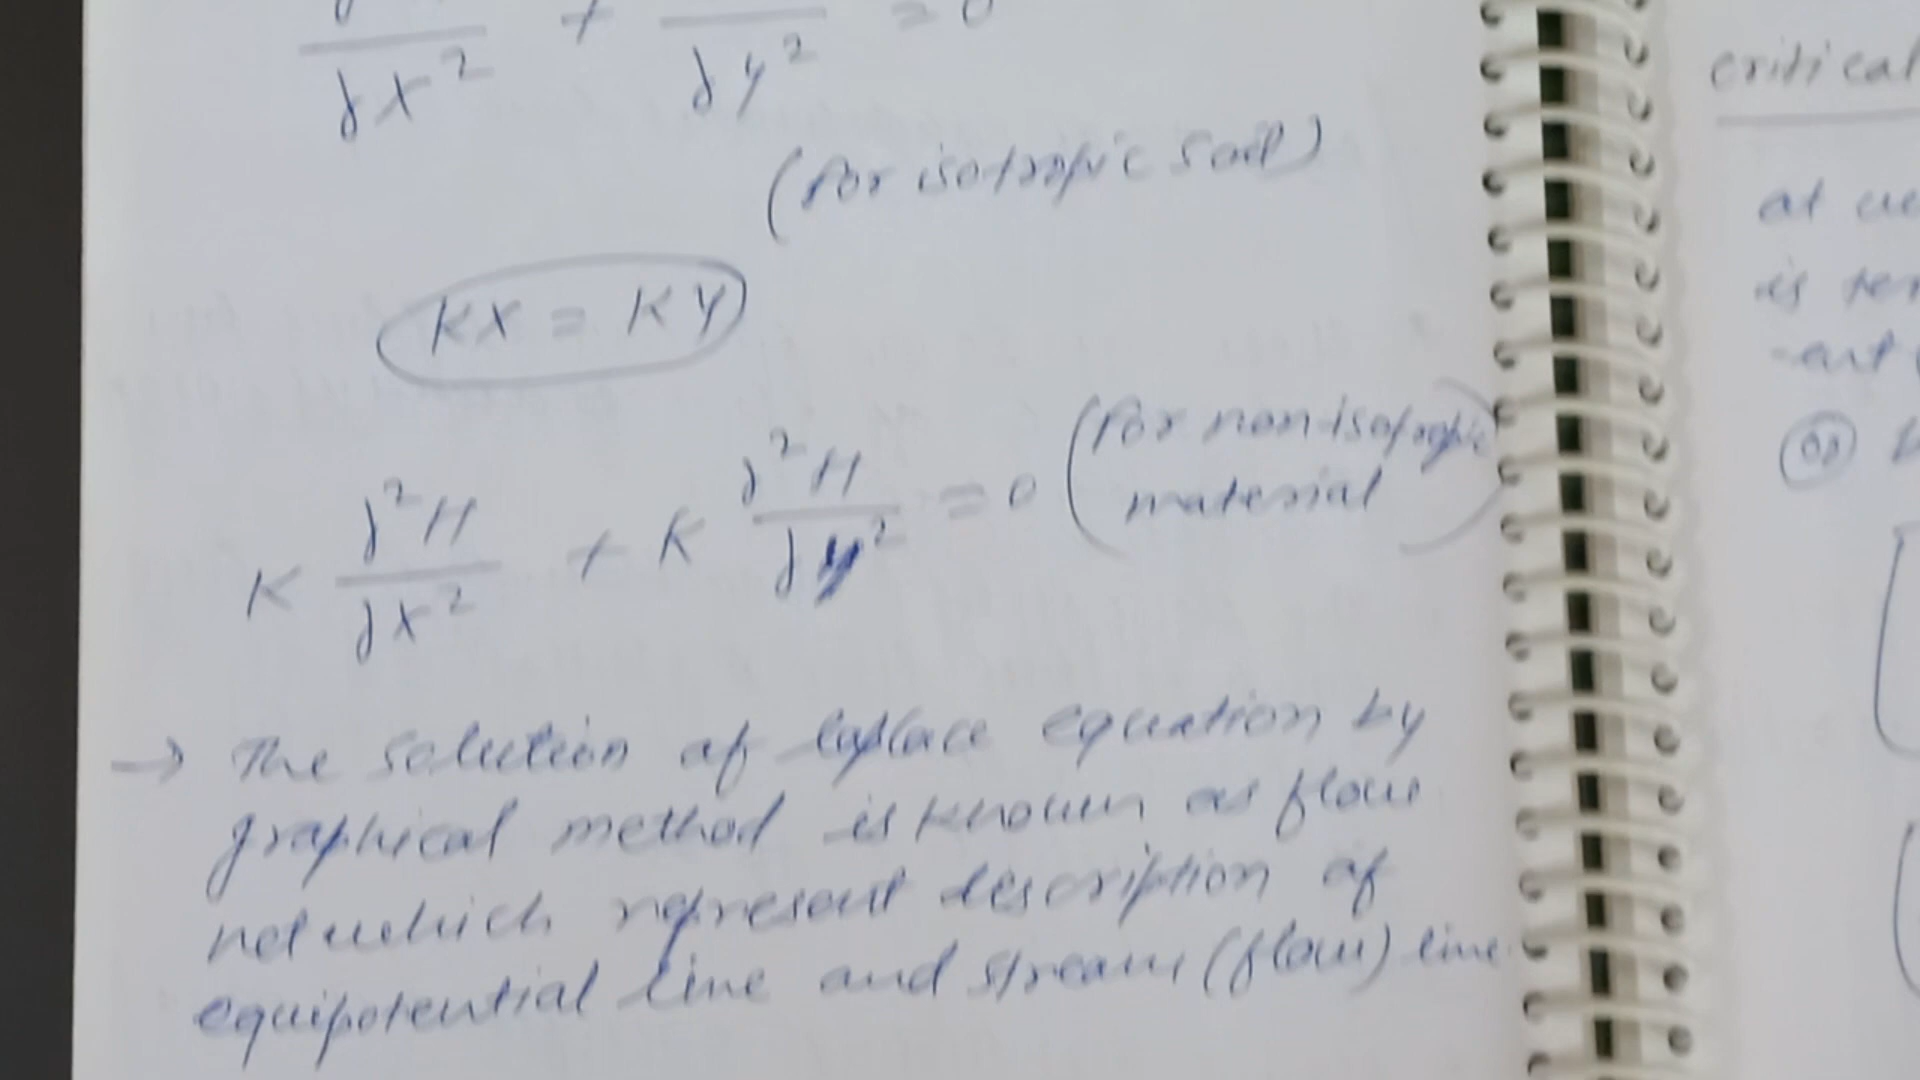 ∂x² + ∂y² = 0
(for isotropic soil)
KX = KY
K ∂²H/∂x² + K ∂²H/∂y² = 0 (for non-isotropic
material)
→ The solution of laplace equation by
graphical method is known as flow
net which represent description of
equipotential line and stream (flow) line
critical
at
is
(or)